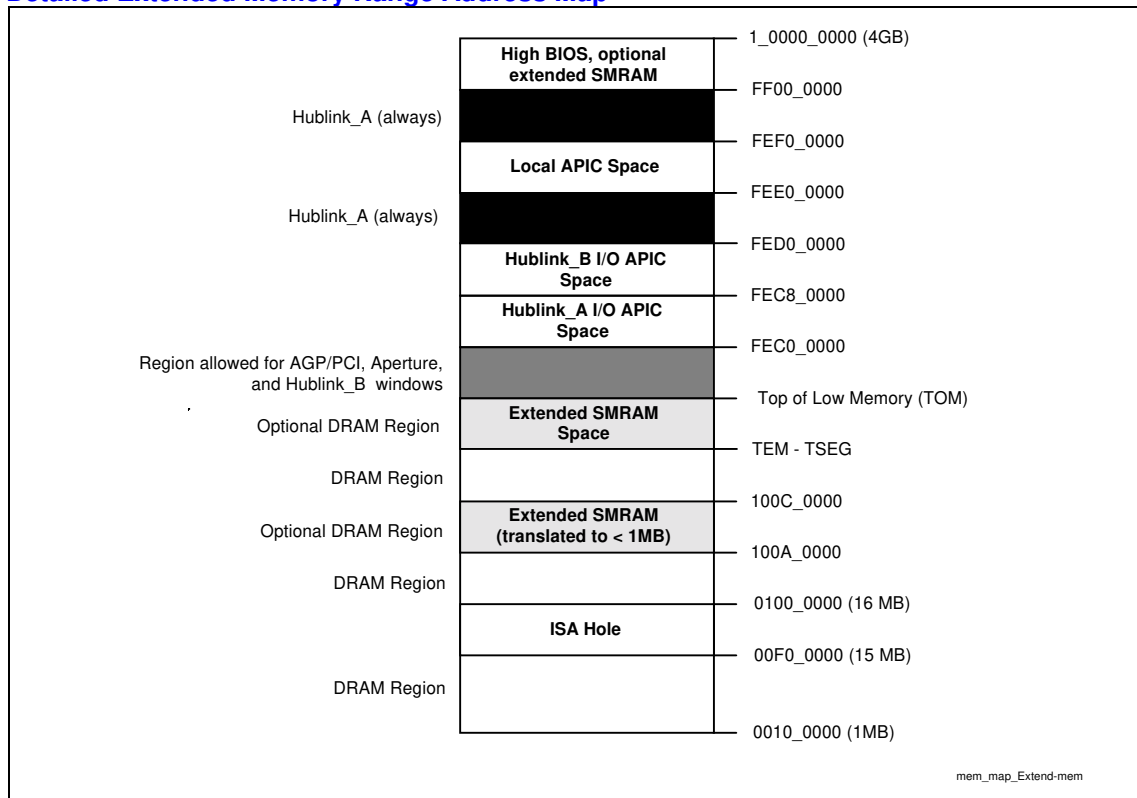 Detailed Extended Memory Range Address Map
1_0000_0000 (4GB)
High BIOS, optional
extended SMRAM
FF00_0000
Hublink_A (always)
FEF0_0000
Local APIC Space
FEE0_0000
Hublink_A (always)
FED0_0000
Hublink_B I/O APIC
Space
FEC8_0000
Hublink_A I/O APIC
Space
FEC0_0000
Region allowed for AGP/PCI, Aperture,
and Hublink_B windows
Top of Low Memory (TOM)
Extended SMRAM
Space
Optional DRAM Region
TEM - TSEG
DRAM Region
100C_0000
Extended SMRAM
(translated to < 1MB)
Optional DRAM Region
100A_0000
DRAM Region
0100_0000 (16 MB)
ISA Hole
00F0_0000 (15 MB)
DRAM Region
0010_0000 (1MB)
mem_map_Extend-mem